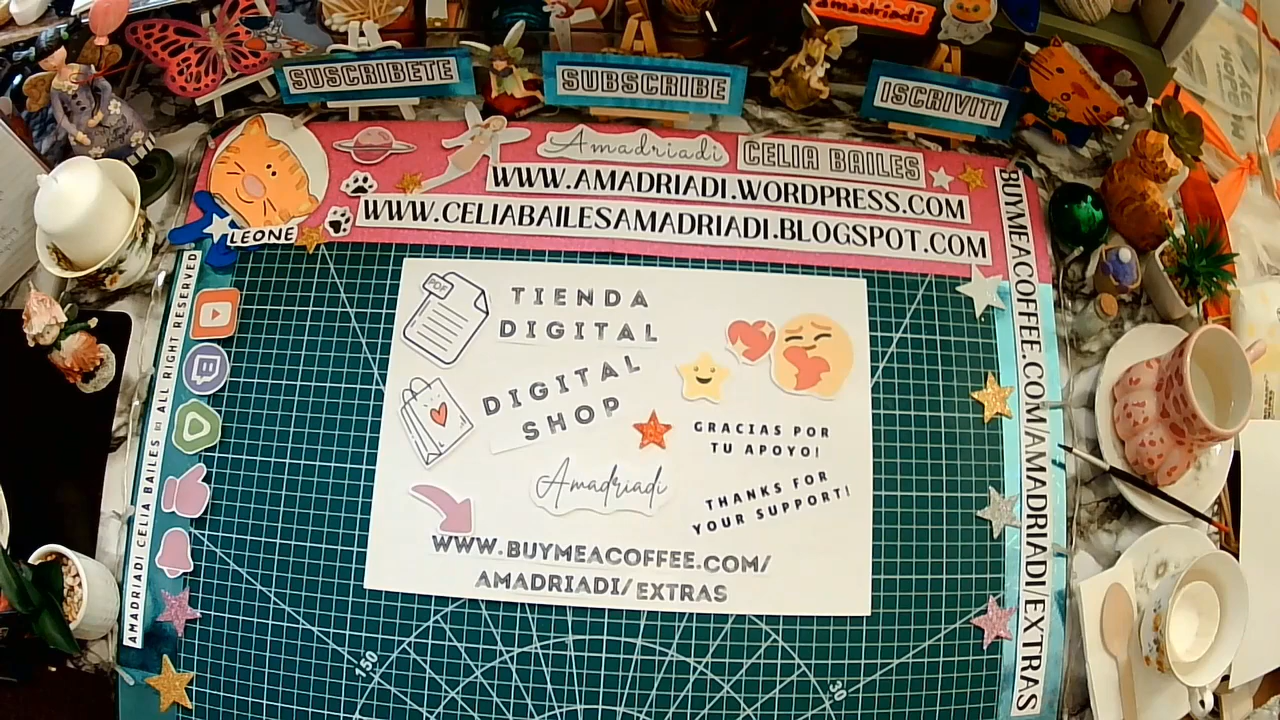 amadriadi
SUSCRIBETE
SUBSCRIBE
ISCRIVITI
Amadriadi
CELIA BAILES
WWW.AMADRIADI.WORDPRESS.COM
WWW.CELIABAILESAMADRIADI.BLOGSPOT.COM
LEONE
AMADRIADI CELIA BAILES (C) ALL RIGHT RESERVED
BUYMEACOFFEE.COM/AMADRIADI/EXTRAS
PDF
TIENDA
DIGITAL
DIGITAL
SHOP
GRACIAS POR
TU APOYO!
Amadriadi
THANKS FOR
YOUR SUPPORT!
WWW.BUYMEACOFFEE.COM/
AMADRIADI/EXTRAS
150
30